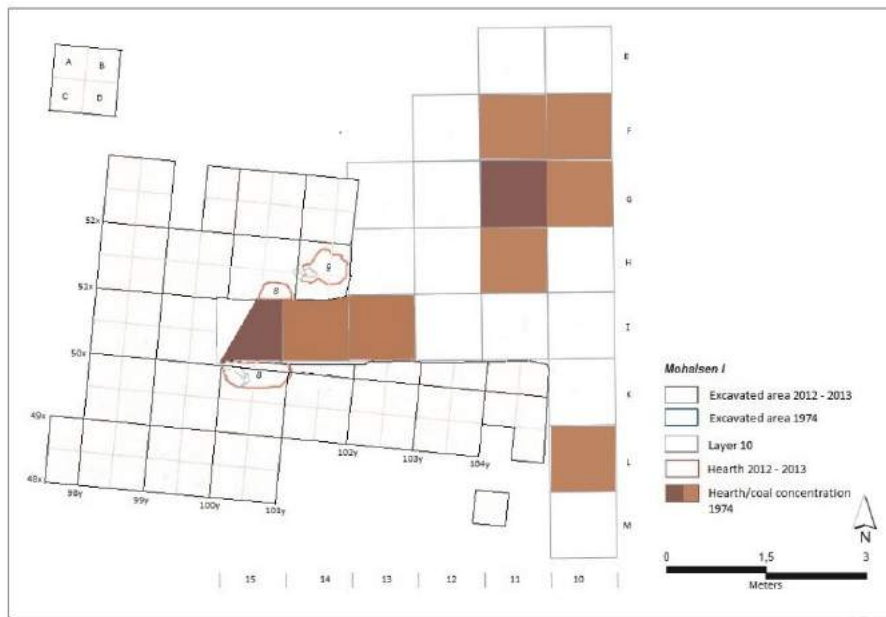 A B
C D
E
F
G
H
I
K
L
M
52x
51x
50x
49x
48x
9
8
8
98y
99y
100y
101y
102y
103y
104y
15 14 13 12 11 10
Mohalsen I
Excavated area 2012 - 2013
Excavated area 1974
Layer 10
Hearth 2012 - 2013
Hearth/coal concentration
1974
N
0 1,5 3
Meters